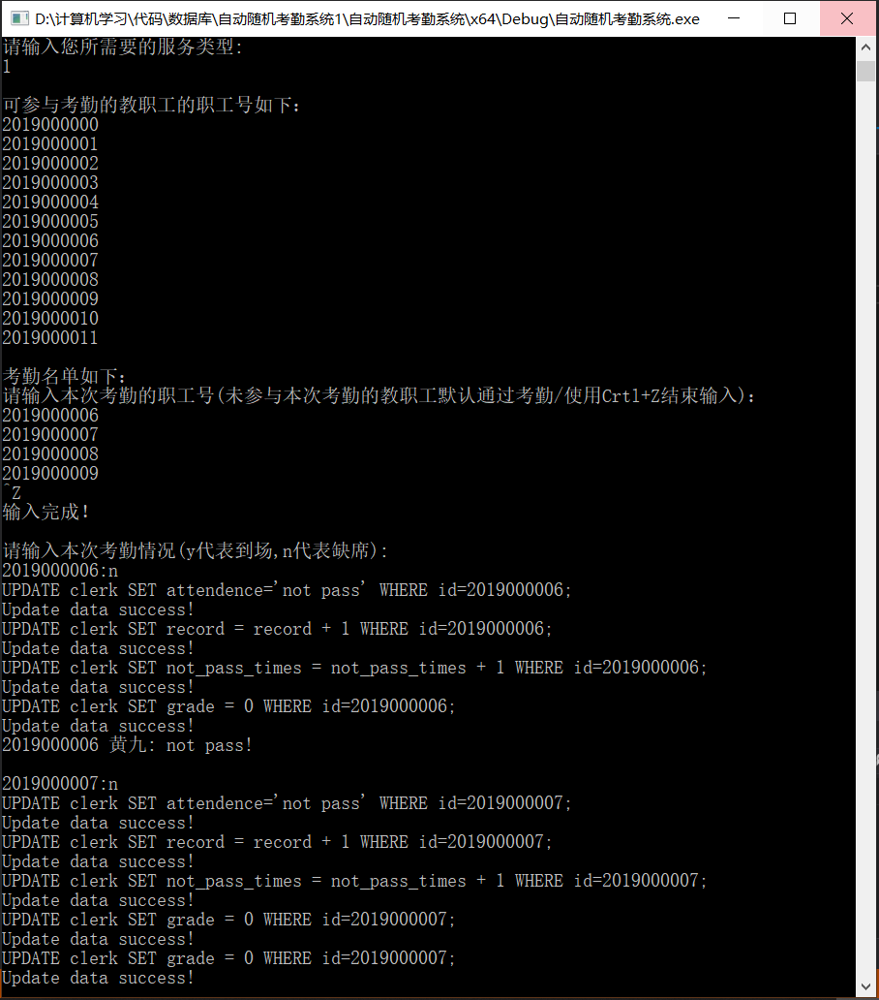 D:\计算机学习\代码\数据库\自动随机考勤系统1\自动随机考勤系统\x64\Debug\自动随机考勤系统.exe
请输入您所需要的服务类型:
1
可参与考勤的教职工的职工号如下:
2019000000
2019000001
2019000002
2019000003
2019000004
2019000005
2019000006
2019000007
2019000008
2019000009
2019000010
2019000011
考勤名单如下:
请输入本次考勤的职工号(未参与本次考勤的教职工默认通过考勤/使用Crtl+Z结束输入):
2019000006
2019000007
2019000008
2019000009
^Z
输入完成!
请输入本次考勤情况(y代表到场,n代表缺席):
2019000006:n
UPDATE clerk SET attendence='not pass' WHERE id=2019000006;
Update data success!
UPDATE clerk SET record = record + 1 WHERE id=2019000006;
Update data success!
UPDATE clerk SET not_pass_times = not_pass_times + 1 WHERE id=2019000006;
Update data success!
UPDATE clerk SET grade = 0 WHERE id=2019000006;
Update data success!
2019000006 黄九: not pass!
2019000007:n
UPDATE clerk SET attendence='not pass' WHERE id=2019000007;
Update data success!
UPDATE clerk SET record = record + 1 WHERE id=2019000007;
Update data success!
UPDATE clerk SET not_pass_times = not_pass_times + 1 WHERE id=2019000007;
Update data success!
UPDATE clerk SET grade = 0 WHERE id=2019000007;
Update data success!
UPDATE clerk SET grade = 0 WHERE id=2019000007;
Update data success!